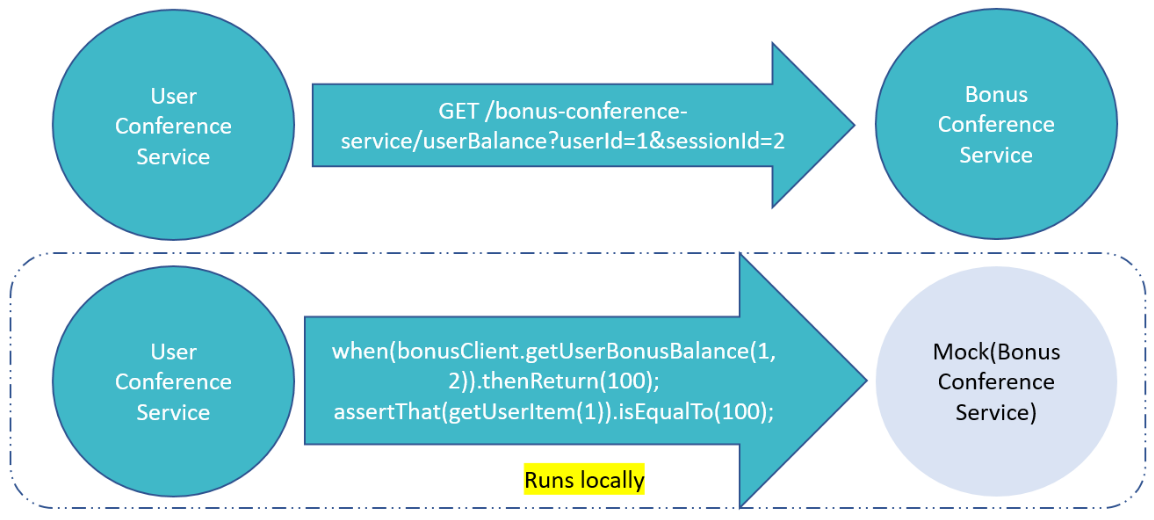 User
Conference
Service
GET /bonus-conference-
service/userBalance?userId=1&sessionId=2
Bonus
Conference
Service
User
Conference
Service
when(bonusClient.getUserBonusBalance(1,
2)).thenReturn(100);
assertThat(getUserItem(1)).isEqualTo(100);
Mock(Bonus
Conference
Service)
Runs locally